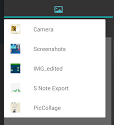 Camera
Screenshots
IMG_edited
S Note Export
PicCollage